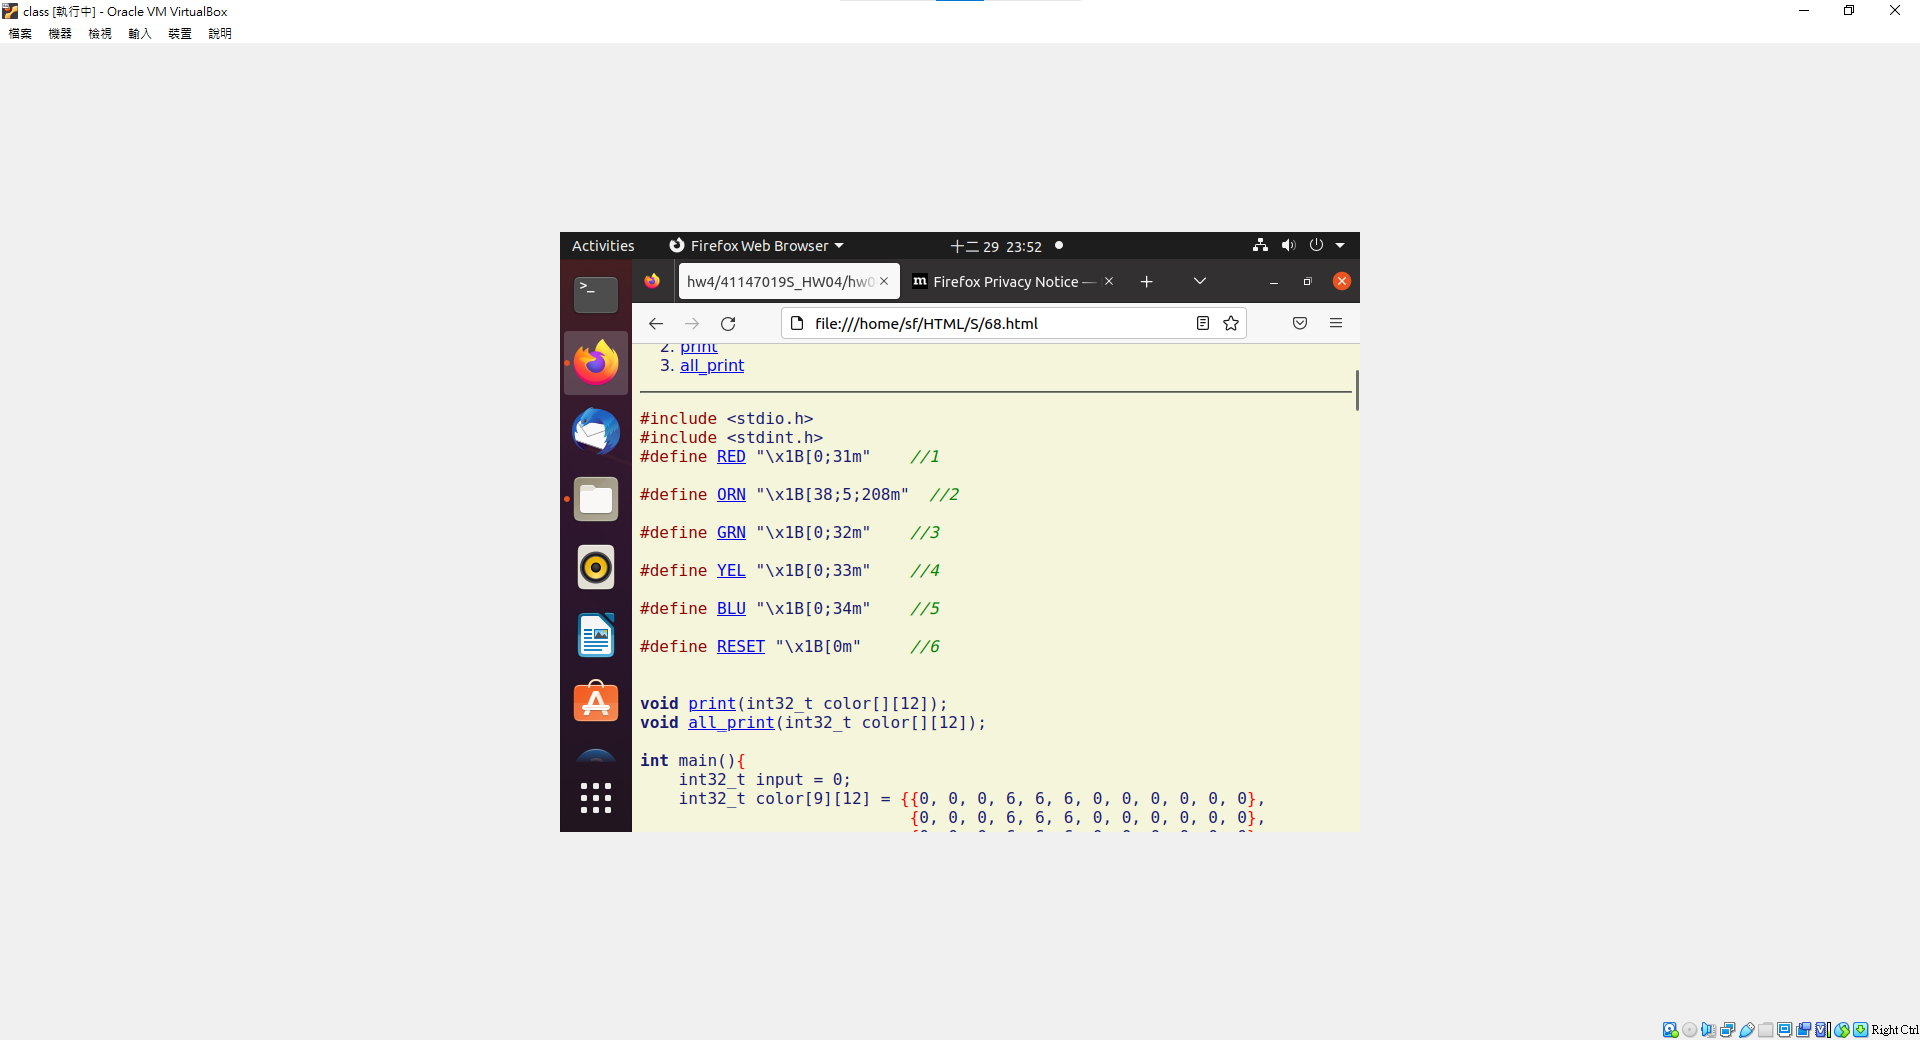 class [執行中] - Oracle VM VirtualBox
檔案 機器 檢視 輸入 裝置 說明
Activities Firefox Web Browser 十二 29 23:52
hw4/41147019S_HW04/hw0 Firefox Privacy Notice —
file:///home/sf/HTML/S/68.html
2. print
3. all_print
#include <stdio.h>
#include <stdint.h>
#define RED "\x1B[0;31m" //1
#define ORN "\x1B[38;5;208m" //2
#define GRN "\x1B[0;32m" //3
#define YEL "\x1B[0;33m" //4
#define BLU "\x1B[0;34m" //5
#define RESET "\x1B[0m" //6
void print(int32_t color[][12]);
void all_print(int32_t color[][12]);
int main(){
int32_t input = 0;
int32_t color[9][12] = {{0, 0, 0, 6, 6, 6, 0, 0, 0, 0, 0, 0},
{0, 0, 0, 6, 6, 6, 0, 0, 0, 0, 0, 0},
Right Ctrl